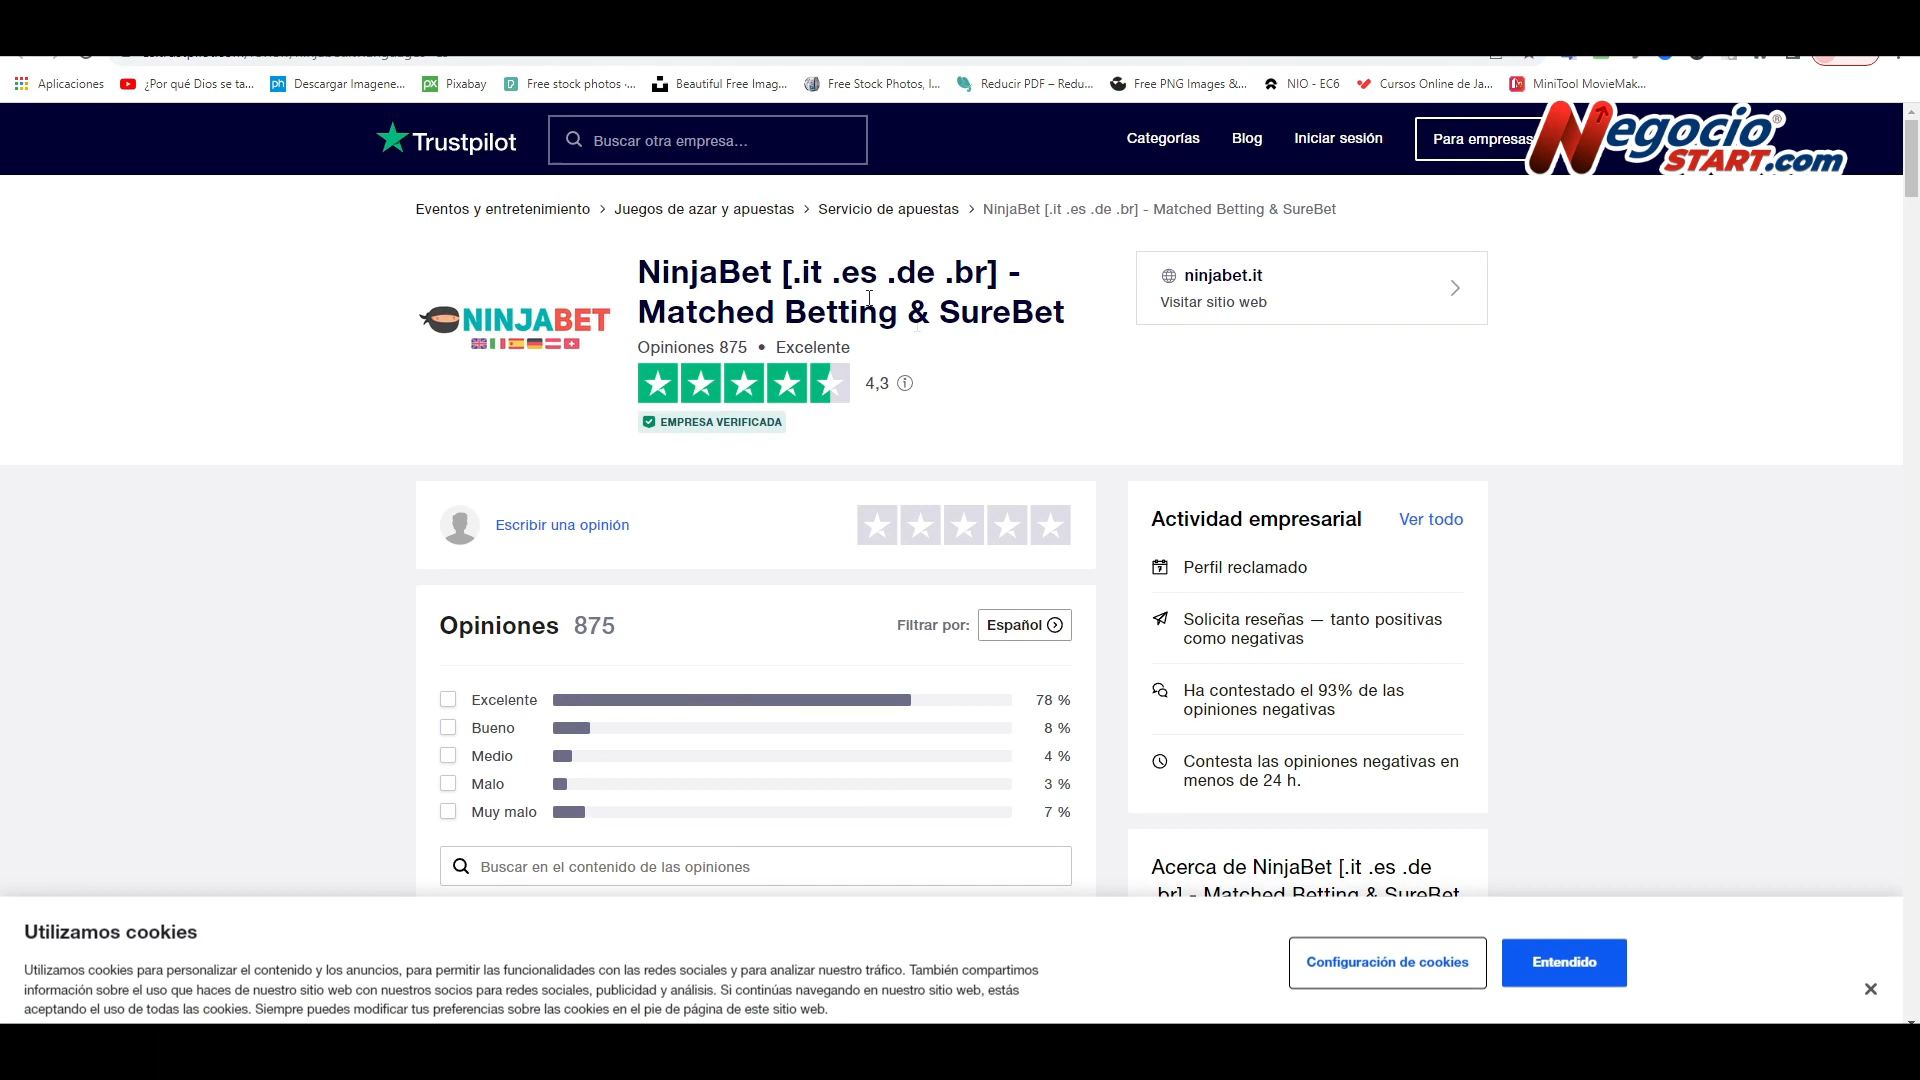 Aplicaciones
¿Por qué Dios se ta...
Descargar Imagene...
Pixabay
Free stock photos ·...
Beautiful Free Imag...
Free Stock Photos, I...
Reducir PDF – Redu...
Free PNG Images &...
NIO - EC6
Cursos Online de Ja...
MiniTool MovieMak...
Trustpilot
Buscar otra empresa...
Categorías
Blog
Iniciar sesión
Para empresas
Negocio®
START.com
Eventos y entretenimiento > Juegos de azar y apuestas > Servicio de apuestas > NinjaBet [.it .es .de .br] - Matched Betting & SureBet
NINJABET
NinjaBet [.it .es .de .br] -
Matched Betting & SureBet
Opiniones 875 • Excelente
4,3
EMPRESA VERIFICADA
ninjabet.it
Visitar sitio web
Escribir una opinión
Opiniones 875
Filtrar por: Español
Excelente 78 %
Bueno 8 %
Medio 4 %
Malo 3 %
Muy malo 7 %
Buscar en el contenido de las opiniones
Actividad empresarial
Ver todo
Perfil reclamado
Solicita reseñas — tanto positivas
como negativas
Ha contestado el 93% de las
opiniones negativas
Contesta las opiniones negativas en
menos de 24 h.
Acerca de NinjaBet [.it .es .de
.br] - Matched Betting & SureBet
Utilizamos cookies
Utilizamos cookies para personalizar el contenido y los anuncios, para permitir las funcionalidades con las redes sociales y para analizar nuestro tráfico. También compartimos
información sobre el uso que haces de nuestro sitio web con nuestros socios para redes sociales, publicidad y análisis. Si continúas navegando en nuestro sitio web, estás
aceptando el uso de todas las cookies. Siempre puedes modificar tus preferencias sobre las cookies en el pie de página de este sitio web.
Configuración de cookies
Entendido